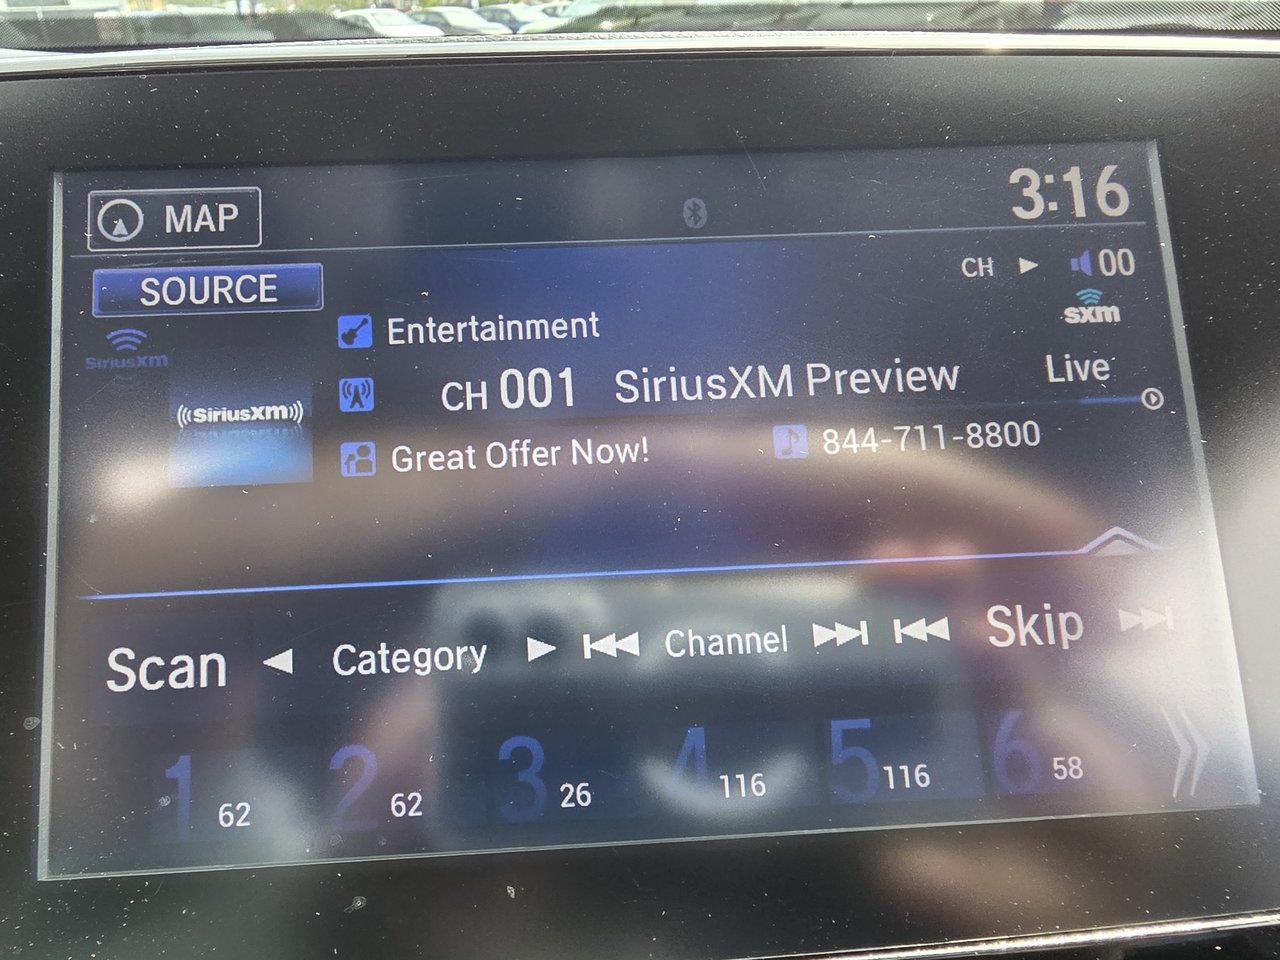 MAP
3:16
SOURCE
CH 00
SiriusXm
Entertainment
sxm
((SiriusXm))
CH 001 SiriusXM Preview
Live
Great Offer Now!
844-711-8800
Scan Category Channel Skip
1 62
2 62
3 26
4 116
5 116
6 58